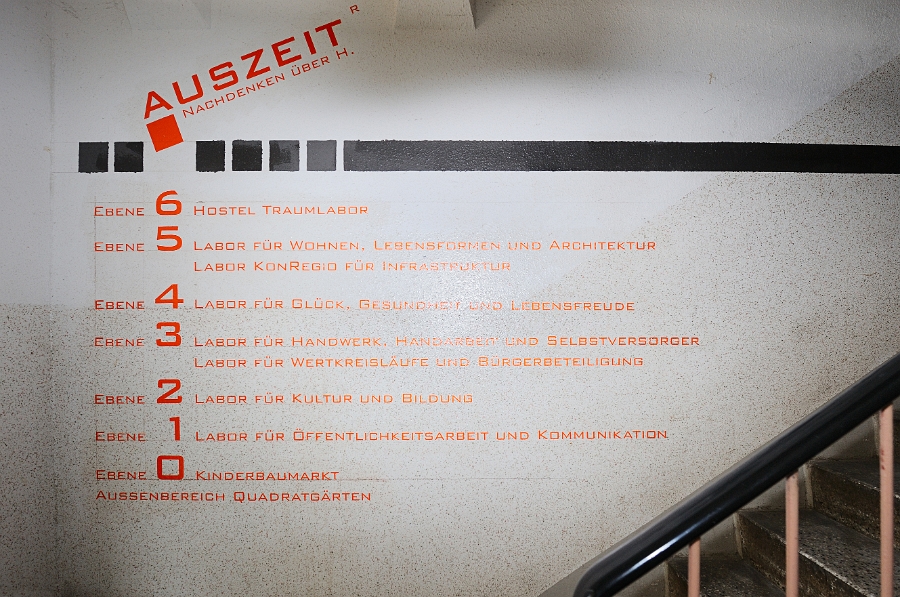 AUSZEIT R
NACHDENKEN ÜBER H.
EBENE 6 HOSTEL TRAUMLABOR
EBENE 5 LABOR FÜR WOHNEN, LEBENSFORMEN UND ARCHITEKTUR
LABOR KONREGIO FÜR INFRASTRUKTUR
EBENE 4 LABOR FÜR GLÜCK, GESUNDHEIT UND LEBENSFREUDE
EBENE 3 LABOR FÜR HANDWERK, HANDARBEIT UND SELBSTVERSORGER
LABOR FÜR WERTKREISLÄUFE UND BÜRGERBETEILIGUNG
EBENE 2 LABOR FÜR KULTUR UND BILDUNG
EBENE 1 LABOR FÜR ÖFFENTLICHKEITSARBEIT UND KOMMUNIKATION
EBENE 0 KINDERBAUMARKT
AUSSENBEREICH QUADRATGÄRTEN